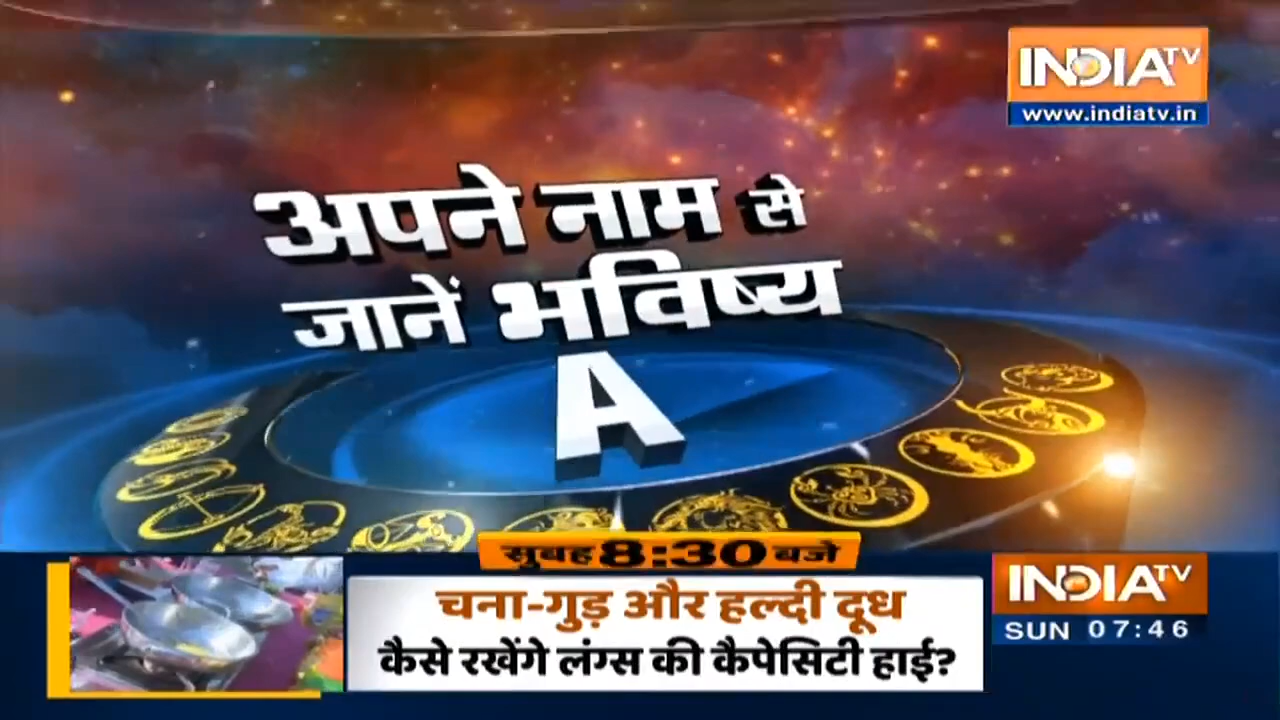 INDIA TV
www.indiatv.in
अपने नाम से
जानें भविष्य
A
सुबह 8:30 बजे
चना-गुड़ और हल्दी दूध
कैसे रखेंगे लंग्स की कैपेसिटी हाई?
INDIA TV
SUN 07:46